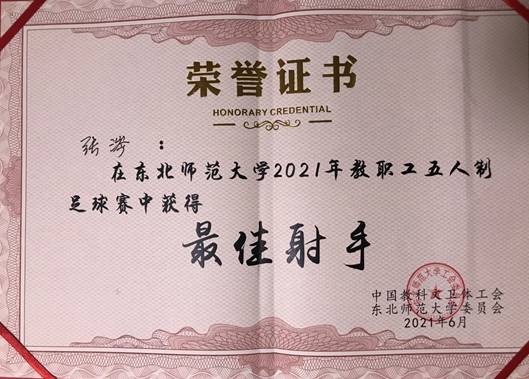 荣誉证书
HONORARY CREDENTIAL
张涝：
在东北师范大学2021年教职工五人制
足球赛中获得
最佳射手
中国教科文卫体工会
东北师范大学委员会
2021年6月